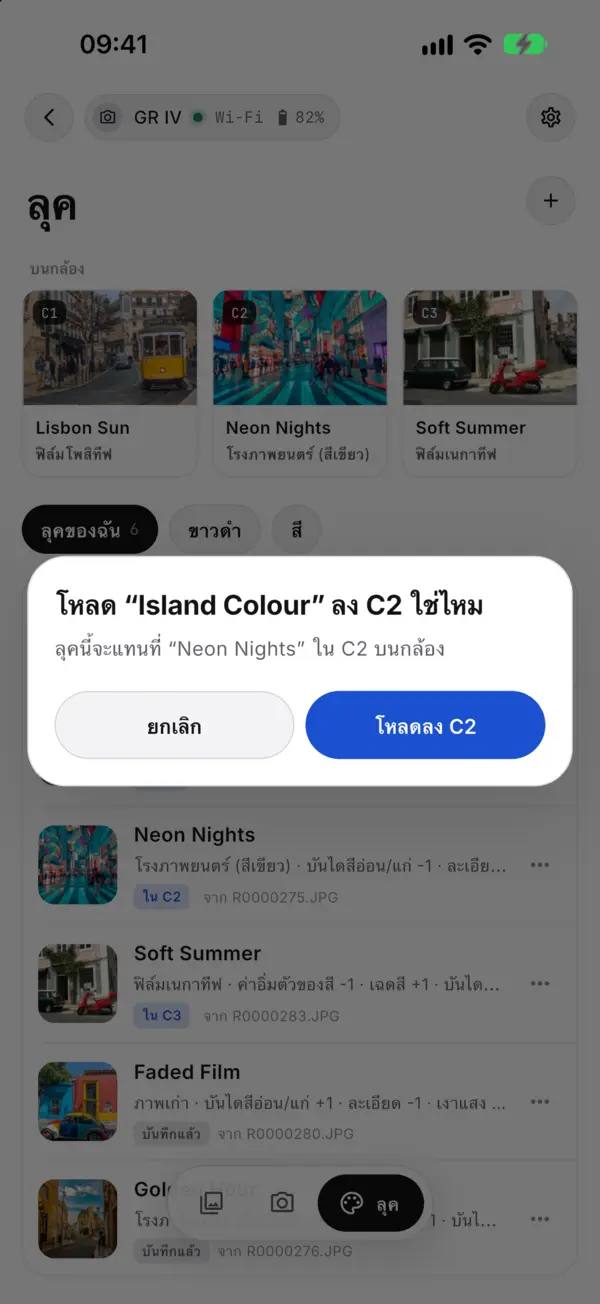 09:41
GR IV Wi-Fi 82%
ลุค
บนกล้อง
C1
C2
C3
Lisbon Sun
ฟิล์มโพสิทีฟ
Neon Nights
โรงภาพยนตร์ (สีเขียว)
Soft Summer
ฟิล์มเนกาทีฟ
ลุคของฉัน 6
ขาวดำ
สี
โหลด “Island Colour” ลง C2 ใช่ไหม
ลุคนี้จะแทนที่ “Neon Nights” ใน C2 บนกล้อง
ยกเลิก
โหลดลง C2
Neon Nights
โรงภาพยนตร์ (สีเขียว) · บันไดสีอ่อน/แก่ -1 · ละเอีย...
ใน C2 จาก R0000275.JPG
Soft Summer
ฟิล์มเนกาทีฟ · ค่าอิ่มตัวของสี -1 · เฉดสี +1 · บันได...
ใน C3 จาก R0000283.JPG
Faded Film
ภาพเก่า · บันไดสีอ่อน/แก่ +1 · ละเอียด -1 · เงาแสง ...
บันทึกแล้ว จาก R0000280.JPG
Golden Hour
โรงภ 1 · บันไ...
ลุค
บันทึกแล้ว จาก R0000276.JPG